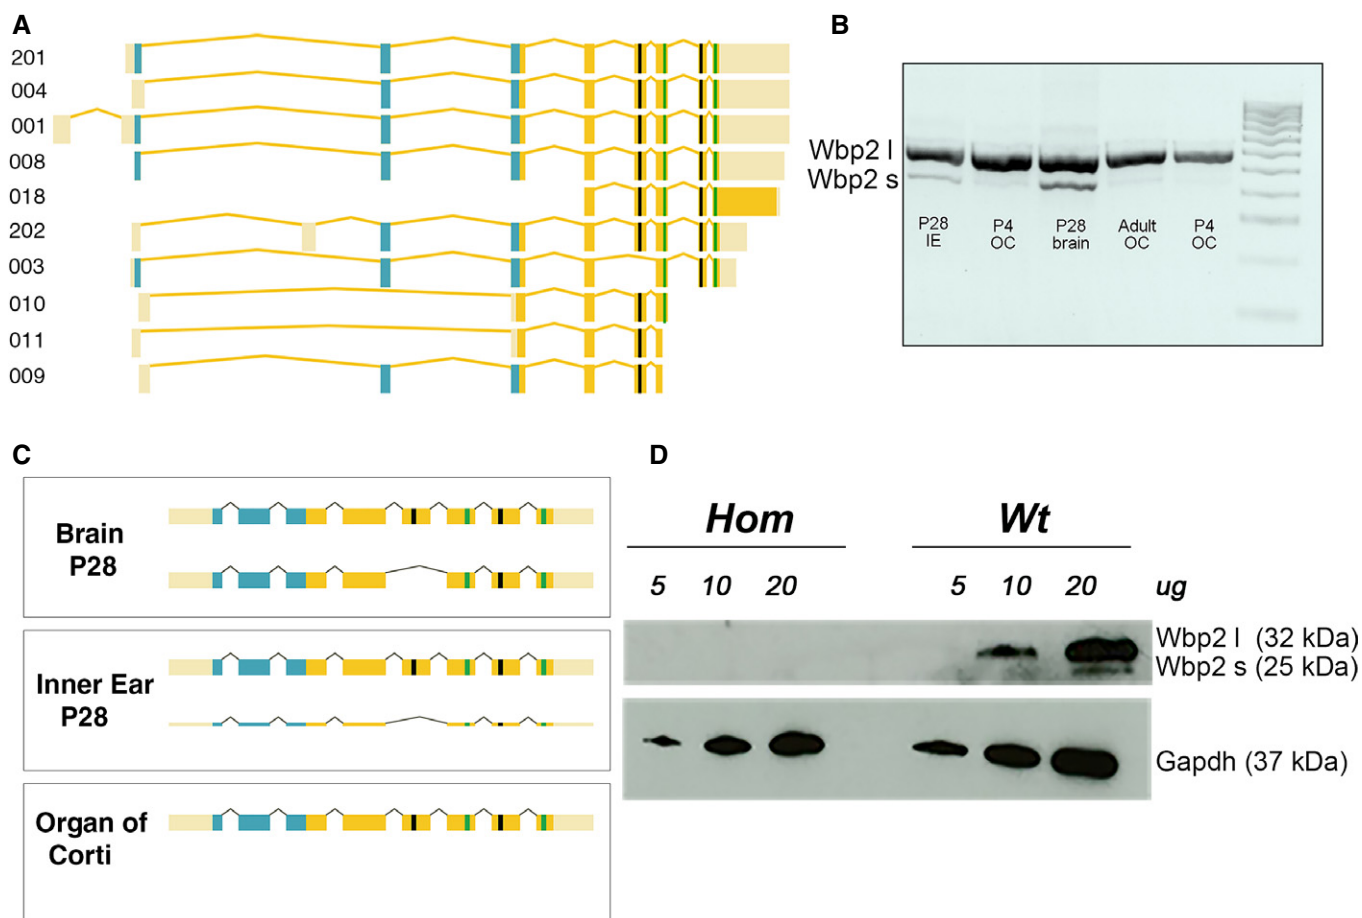 A
201
004
001
008
018
202
003
010
011
009
B
Wbp2 l
Wbp2 s
P28
IE
P4
OC
P28
brain
Adult
OC
P4
OC
C
Brain
P28
Inner Ear
P28
Organ of
Corti
D
Hom Wt
5 10 20 5 10 20 ug
Wbp2 l (32 kDa)
Wbp2 s (25 kDa)
Gapdh (37 kDa)